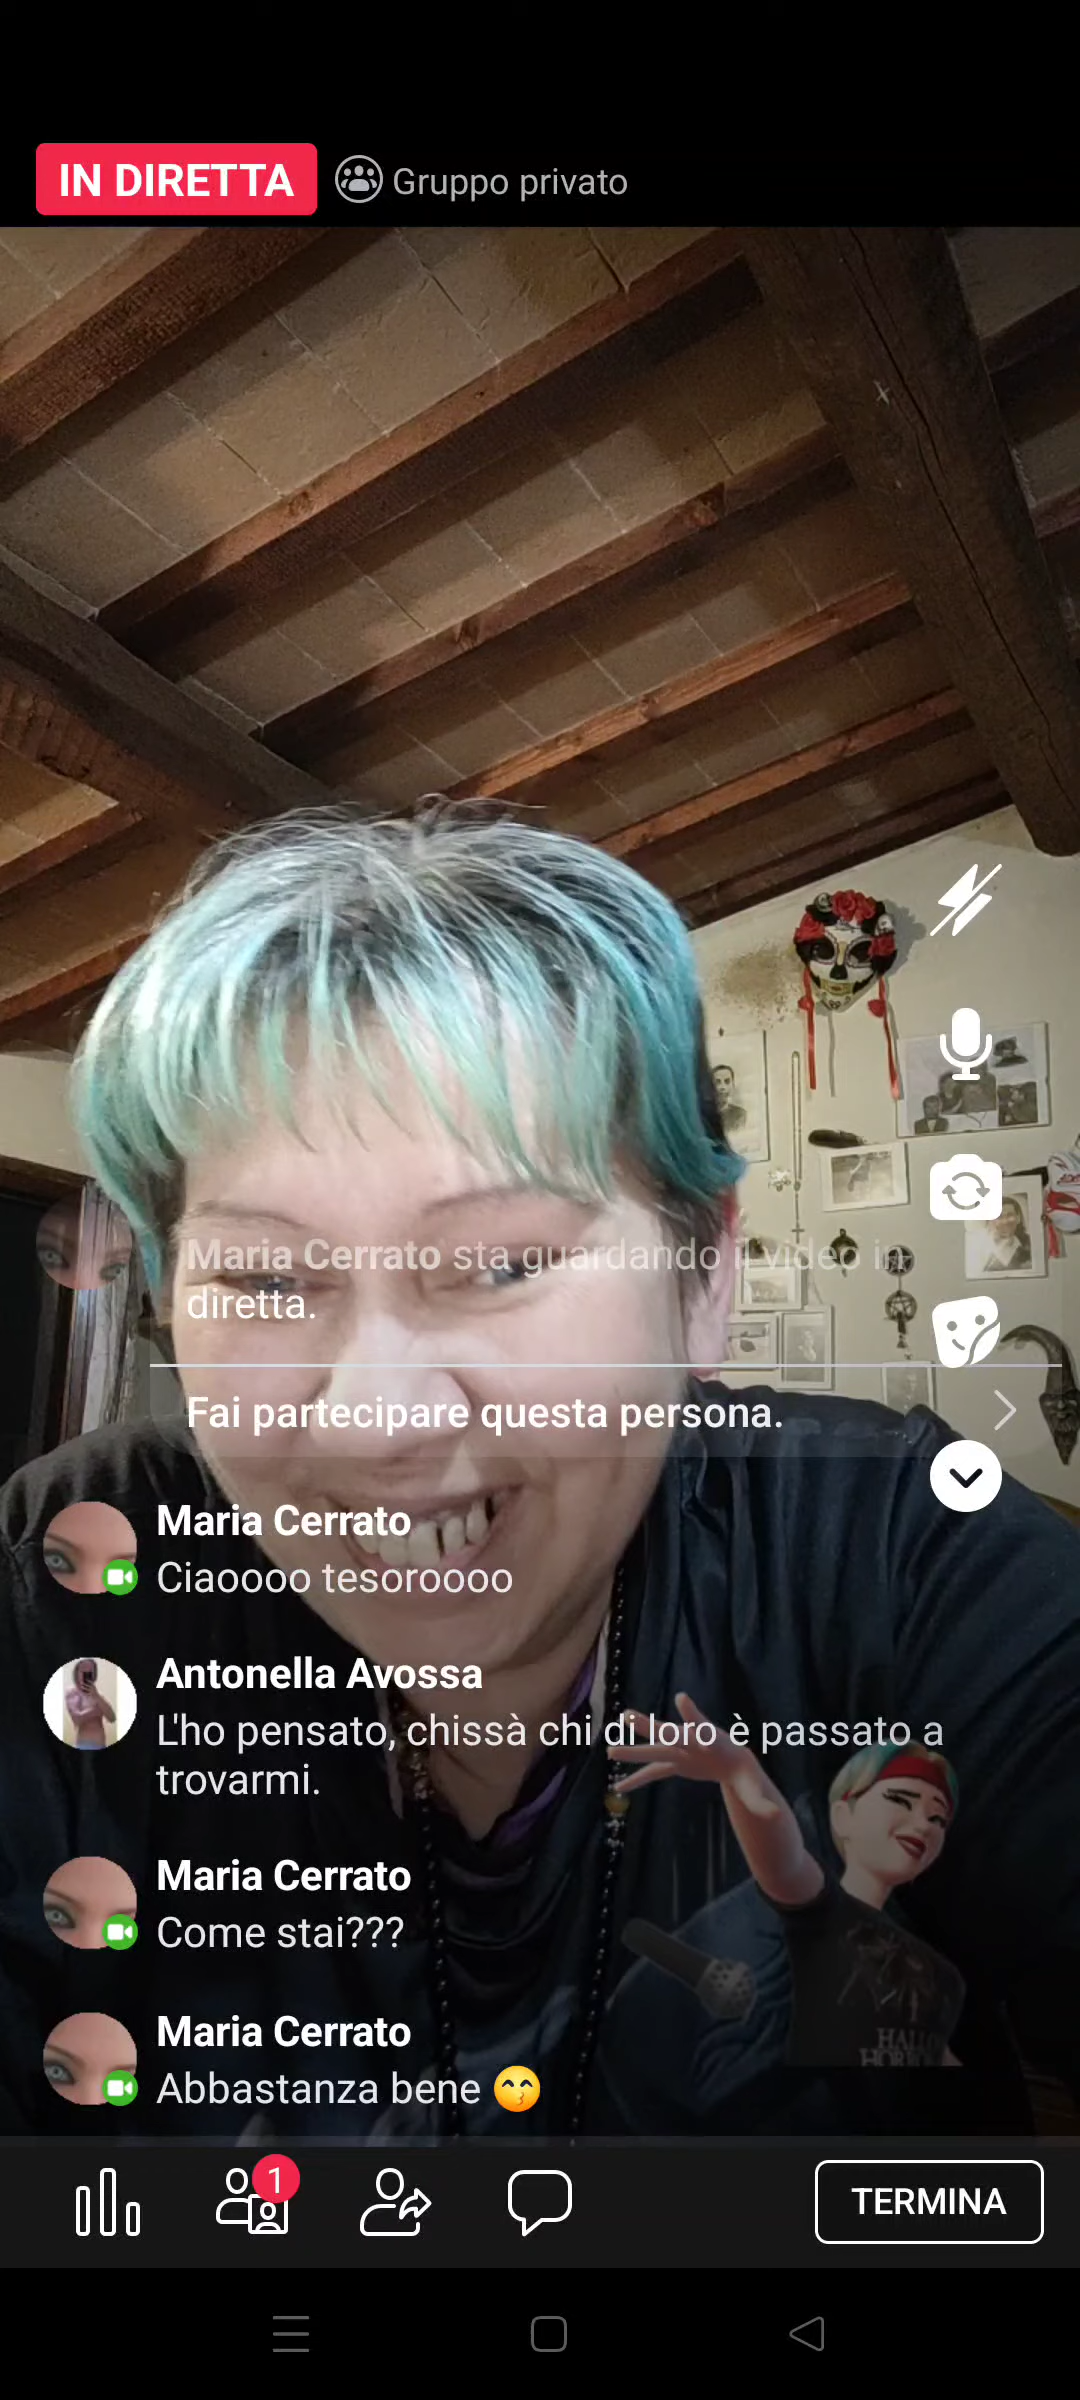 IN DIRETTA
Gruppo privato
Maria Cerrato sta guardando il video in
diretta.
Fai partecipare questa persona.
Maria Cerrato
Ciaoooo tesoroooo
Antonella Avossa
L'ho pensato, chissà chi di loro è passato a
trovarmi.
Maria Cerrato
Come stai???
Maria Cerrato
Abbastanza bene 😙
1
TERMINA